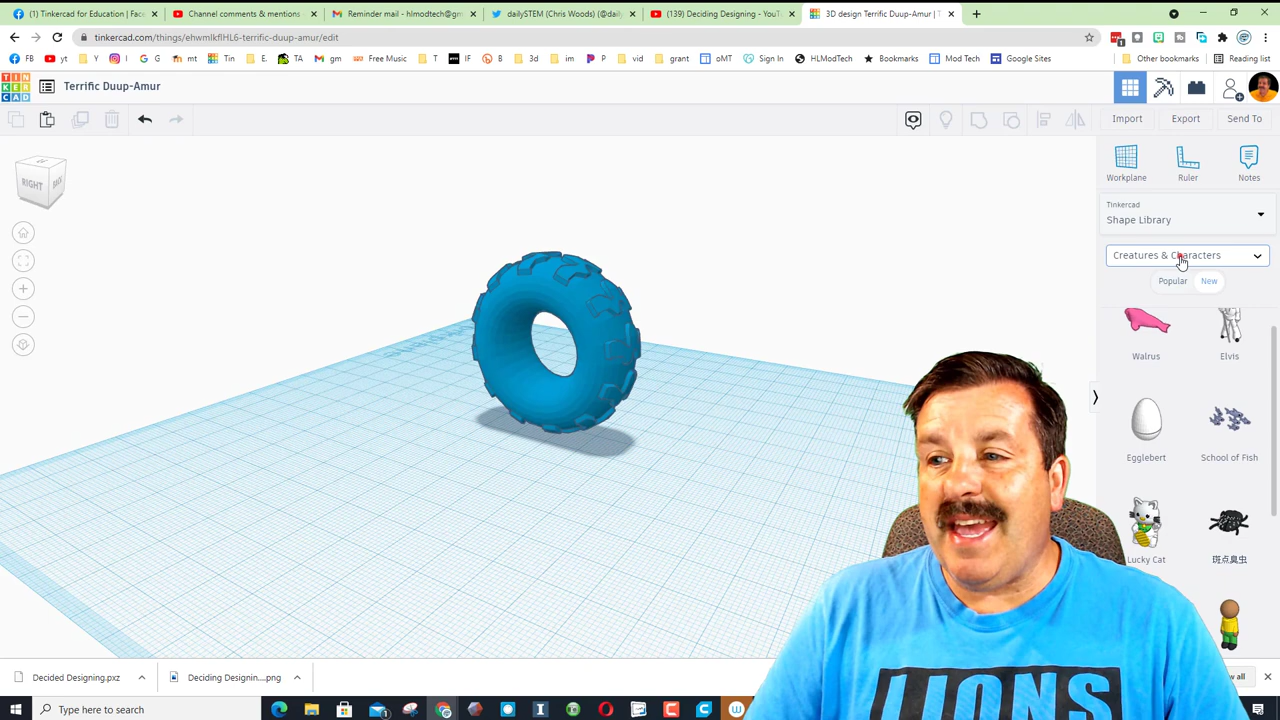 (1) Tinkercad for Education | Face
Channel comments & mentions
Reminder mail - hlmodtech@gm
dailySTEM (Chris Woods) (@daily
(139) Deciding Designing - YouTu
3D design Terrific Duup-Amur | T
tinkercad.com/things/ehwmlkflHL6-terrific-duup-amur/edit
FB
yt
Y
I
G
mt
Tin
E.
TA
gm
Free Music
T
IF
B
3d
im
P
vid
grant
oMT
Sign In
HLModTech
Bookmarks
Mod Tech
Google Sites
Other bookmarks
Reading list
TIN
KER
CAD
Terrific Duup-Amur
Import
Export
Send To
RIGHT
BACK
Workplane
Ruler
Notes
Tinkercad
Shape Library
Creatures & Characters
Popular
New
Walrus
Elvis
Egglebert
School of Fish
Lucky Cat
斑点臭虫
LIONS
Decided Designing.pxz
Deciding Designin....png
Type here to search